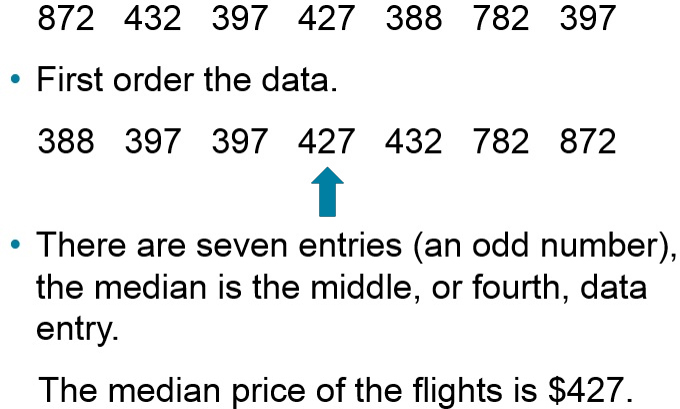 872 432 397 427 388 782 397
• First order the data.
388 397 397 427 432 782 872
• There are seven entries (an odd number),
the median is the middle, or fourth, data
entry.
The median price of the flights is $427.